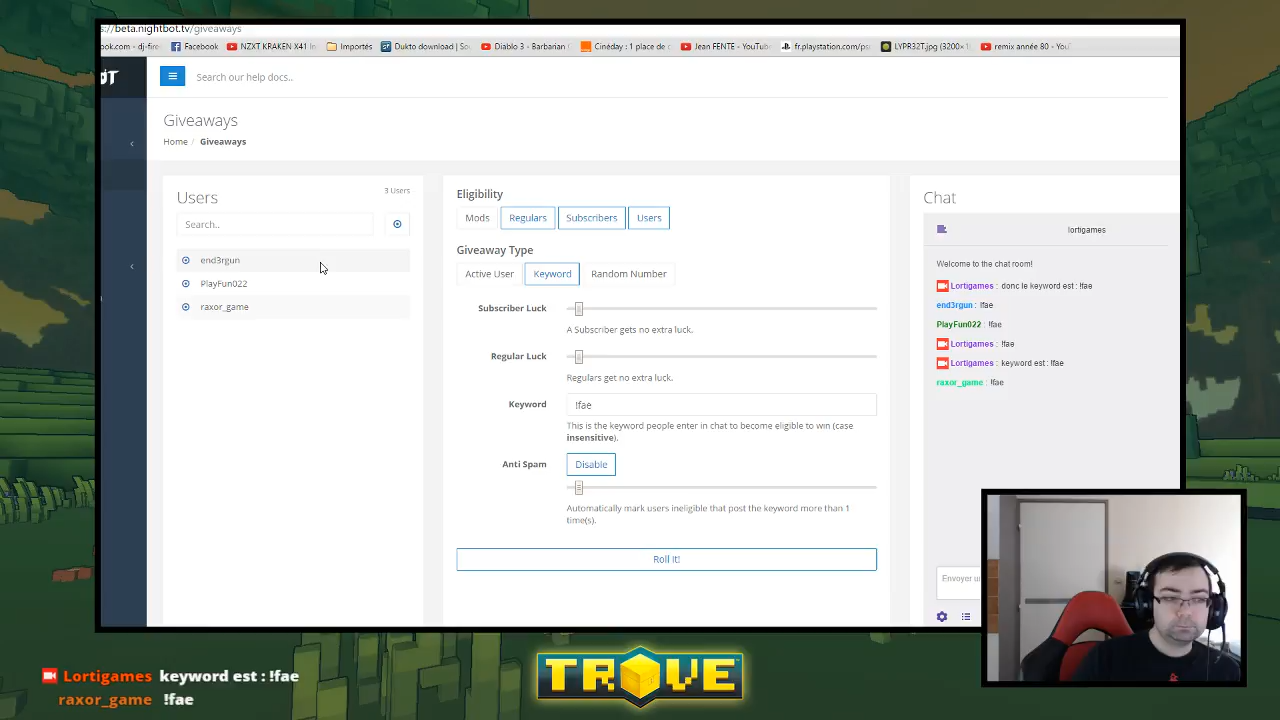 ://beta.nightbot.tv/giveaways
Facebook
NZXT KRAKEN X41 I
Importés
Dukto download | So
Diablo 3 - Barbarian
Cinéday : 1 place de
Jean FENTE - YouTube
fr.playstation.com/ps
LYPR32T.jpg (3200×1
remix année 80 - You
Search our help docs..
Giveaways
Home / Giveaways
Users
3 Users
Search..
end3rgun
PlayFun022
raxor_game
Eligibility
Mods Regulars Subscribers Users
Giveaway Type
Active User Keyword Random Number
Subscriber Luck
A Subscriber gets no extra luck.
Regular Luck
Regulars get no extra luck.
Keyword
!fae
This is the keyword people enter in chat to become eligible to win (case
insensitive).
Anti Spam
Disable
Automatically mark users ineligible that post the keyword more than 1
time(s).
Roll It!
Chat
lortigames
Welcome to the chat room!
Lortigames : donc le keyword est : !fae
end3rgun : !fae
PlayFun022 : !fae
Lortigames : !fae
Lortigames : keyword est : !fae
raxor_game : !fae
Envoyer u
Lortigames keyword est : !fae
raxor_game !fae
TROVE